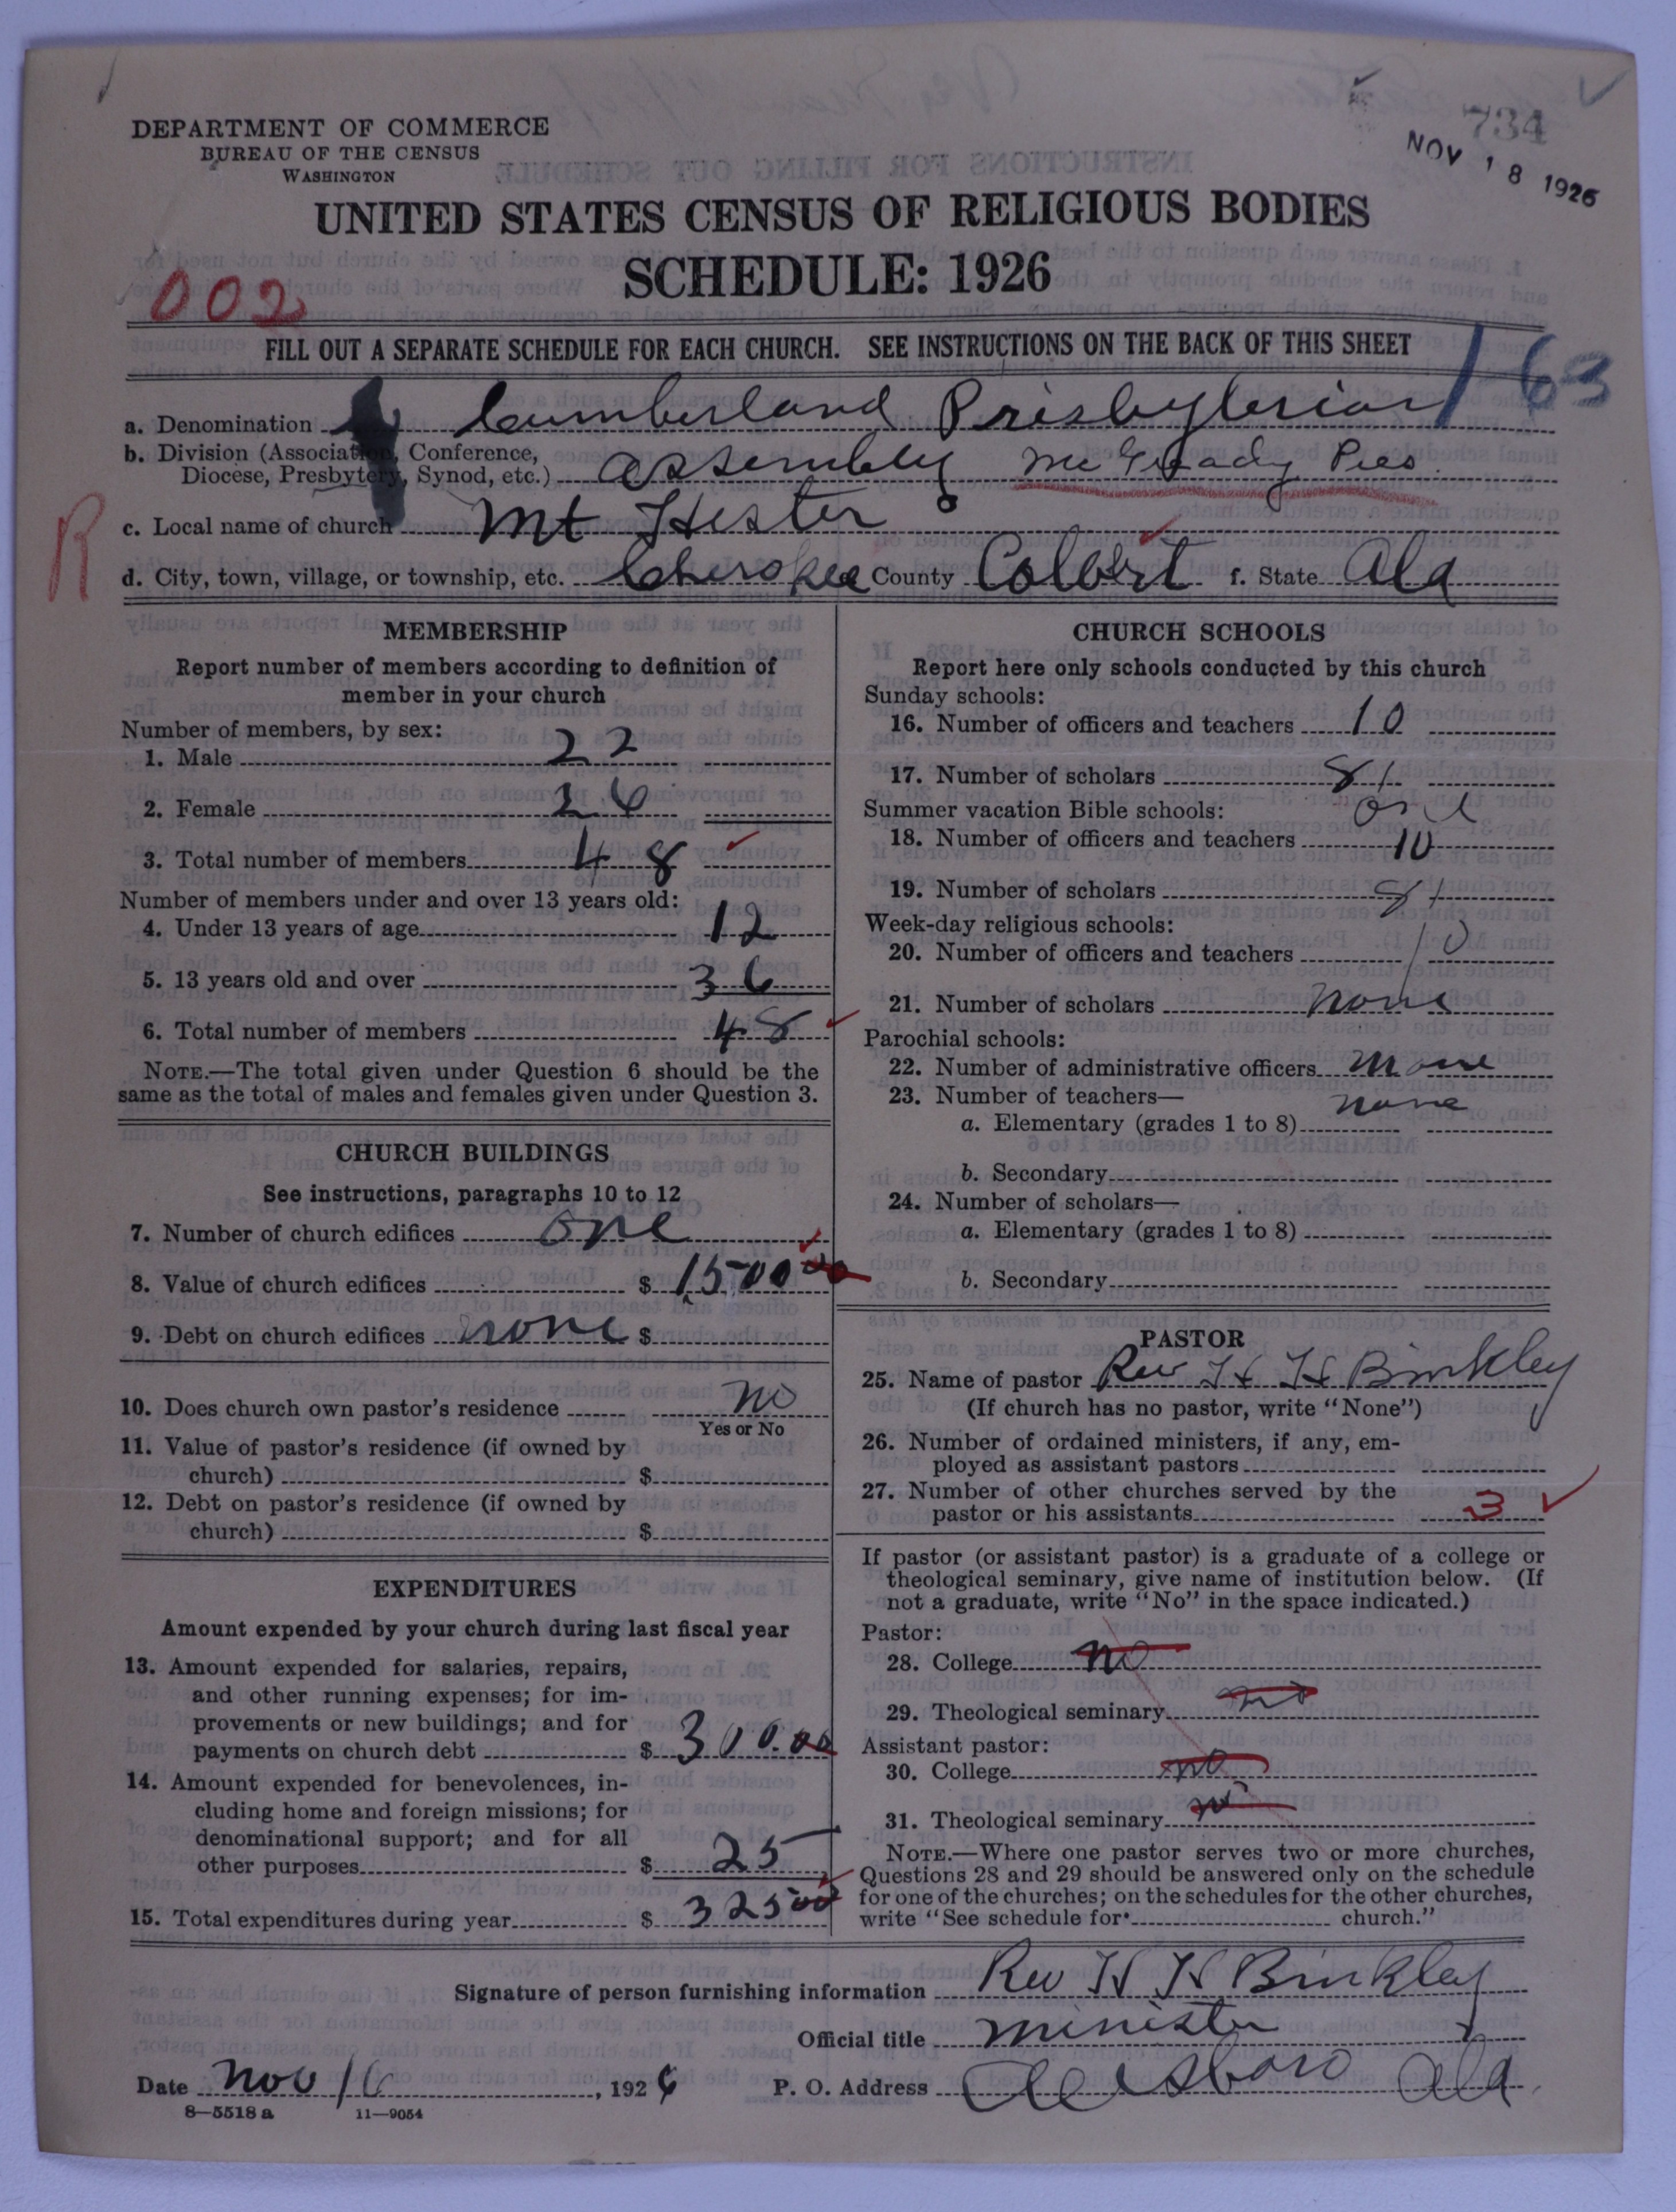 734
NOV 18 1926
DEPARTMENT OF COMMERCE
BUREAU OF THE CENSUS
WASHINGTON
UNITED STATES CENSUS OF RELIGIOUS BODIES
SCHEDULE: 1926
002
FILL OUT A SEPARATE SCHEDULE FOR EACH CHURCH. SEE INSTRUCTIONS ON THE BACK OF THIS SHEET
163
a. Denomination Cumberland Presbyterian
b. Division (Association, Conference, Diocese, Presbytery, Synod, etc.) assembly McGready Pres.
R
c. Local name of church Mt Hester
d. City, town, village, or township, etc. Cherokee County Colbert f. State Ala
MEMBERSHIP
Report number of members according to definition of
member in your church
Number of members, by sex:
1. Male 22
2. Female 26
3. Total number of members 48
Number of members under and over 13 years old:
4. Under 13 years of age 12
5. 13 years old and over 36
6. Total number of members 48
NOTE.—The total given under Question 6 should be the
same as the total of males and females given under Question 3.
CHURCH BUILDINGS
See instructions, paragraphs 10 to 12
7. Number of church edifices one
8. Value of church edifices $ 1500 00
9. Debt on church edifices none $
10. Does church own pastor's residence no
Yes or No
11. Value of pastor's residence (if owned by
church) $
12. Debt on pastor's residence (if owned by
church) $
EXPENDITURES
Amount expended by your church during last fiscal year
13. Amount expended for salaries, repairs,
and other running expenses; for im-
provements or new buildings; and for
payments on church debt $ 300.00
14. Amount expended for benevolences, in-
cluding home and foreign missions; for
denominational support; and for all
other purposes $ 25
15. Total expenditures during year $ 325 00
CHURCH SCHOOLS
Report here only schools conducted by this church
Sunday schools:
16. Number of officers and teachers 10
17. Number of scholars 81
Summer vacation Bible schools: one
18. Number of officers and teachers 10
19. Number of scholars 81
Week-day religious schools:
20. Number of officers and teachers 10
21. Number of scholars none
Parochial schools:
22. Number of administrative officers none
23. Number of teachers— none
a. Elementary (grades 1 to 8)
b. Secondary
24. Number of scholars—
a. Elementary (grades 1 to 8)
b. Secondary
PASTOR
25. Name of pastor Rev H H Binkley
(If church has no pastor, write "None")
26. Number of ordained ministers, if any, em-
ployed as assistant pastors
27. Number of other churches served by the
pastor or his assistants 3
If pastor (or assistant pastor) is a graduate of a college or
theological seminary, give name of institution below. (If
not a graduate, write "No" in the space indicated.)
Pastor:
28. College no
29. Theological seminary no
Assistant pastor:
30. College no
31. Theological seminary no
NOTE.—Where one pastor serves two or more churches,
Questions 28 and 29 should be answered only on the schedule
for one of the churches; on the schedules for the other churches,
write "See schedule for church."
Signature of person furnishing information Rev H H Binkley
Official title minister
Date Nov 16, 1926 P. O. Address Ala.
8—5518 a 11—9054